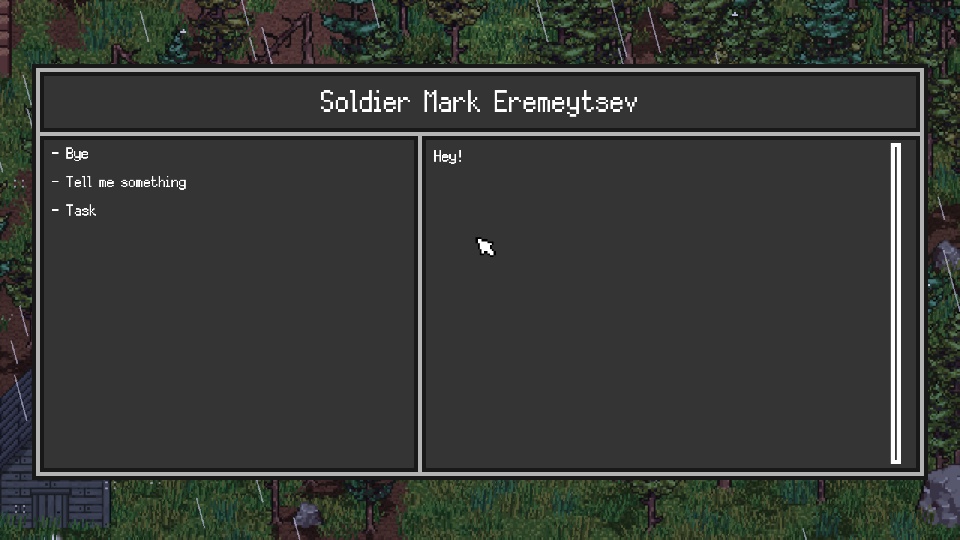 Soldier Mark Eremeytsev
- Bye
- Tell me something
- Task
Hey!